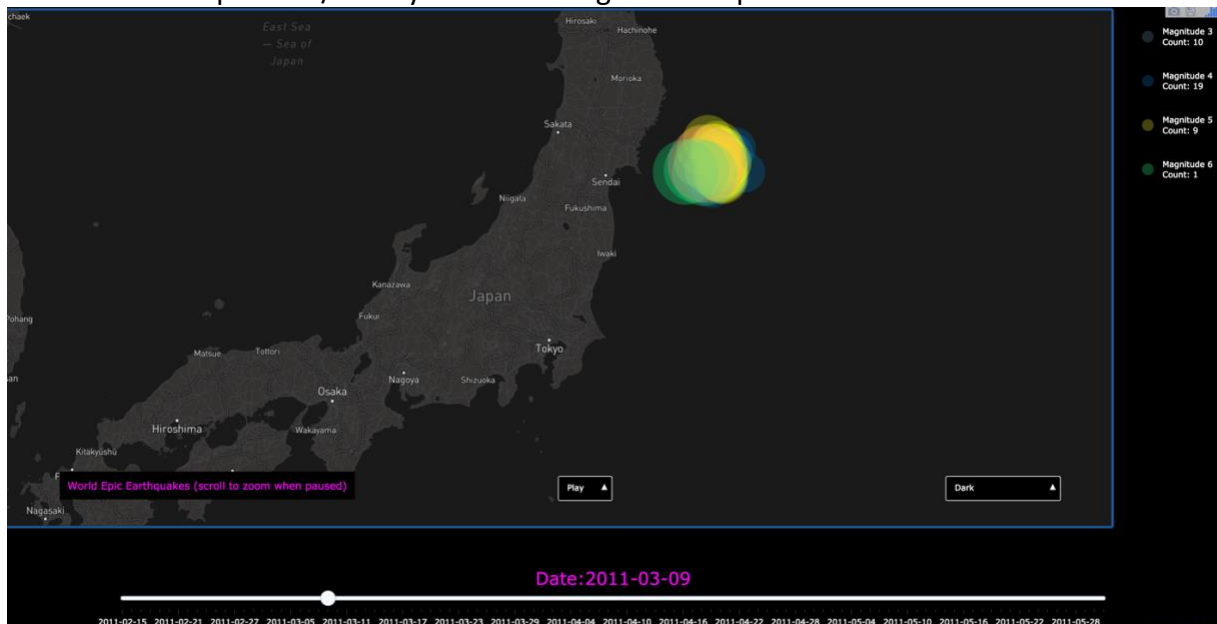 chaek
East Sea
— Sea of
Japan
Hirosaki
Hachinohe
Morioka
Sakata
Sendai
Niigata
Fukushima
Iwaki
Kanazawa
Japan
Fukui
Pohang
Tokyo
Matsue
Tottori
Nagoya
Shizuoka
Osaka
Hiroshima
Wakayama
Kitakyushu
Nagasaki
Magnitude 3
Count: 10
Magnitude 4
Count: 19
Magnitude 5
Count: 9
Magnitude 6
Count: 1
World Epic Earthquakes (scroll to zoom when paused)
Play
Dark
Date:2011-03-09
2011-02-15 2011-02-21 2011-02-27 2011-03-05 2011-03-11 2011-03-17 2011-03-23 2011-03-29 2011-04-04 2011-04-10 2011-04-16 2011-04-22 2011-04-28 2011-05-04 2011-05-10 2011-05-16 2011-05-22 2011-05-28